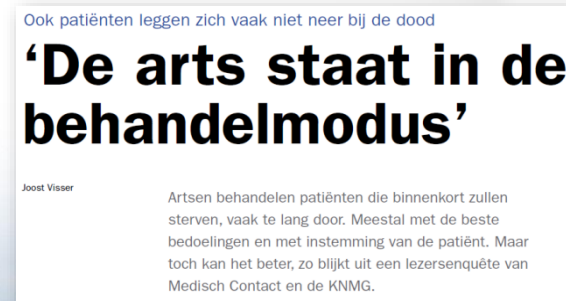 Ook patiënten leggen zich vaak niet neer bij de dood
‘De arts staat in de
behandelmodus’
Joost Visser
Artsen behandelen patiënten die binnenkort zullen
sterven, vaak te lang door. Meestal met de beste
bedoelingen en met instemming van de patiënt. Maar
toch kan het beter, zo blijkt uit een lezersenquête van
Medisch Contact en de KNMG.